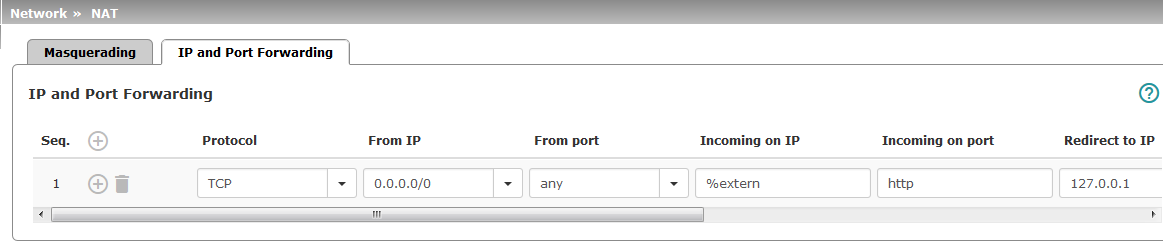 Network » NAT
Masquerading IP and Port Forwarding
IP and Port Forwarding ?
Seq. Protocol From IP From port Incoming on IP Incoming on port Redirect to IP
1 TCP 0.0.0.0/0 any %extern http 127.0.0.1